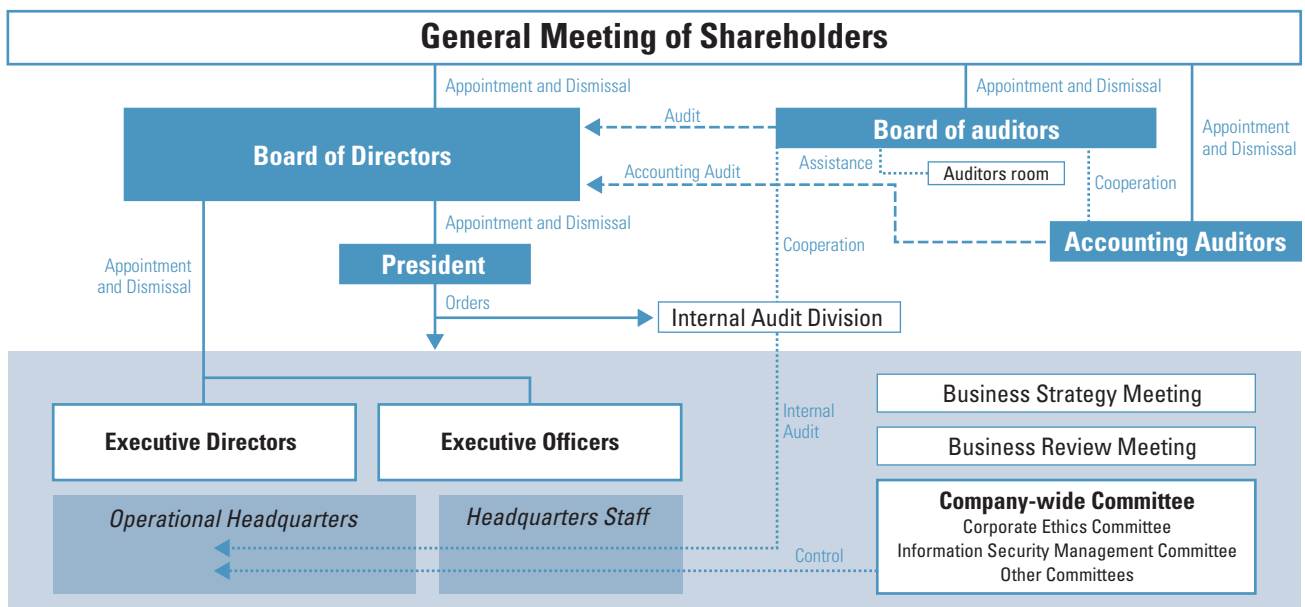 General Meeting of Shareholders
Appointment and Dismissal
Appointment and Dismissal
Appointment
and Dismissal
Board of Directors
Audit
Board of auditors
Assistance
Auditors room
Accounting Audit
Cooperation
Accounting Auditors
Appointment and Dismissal
President
Cooperation
Appointment
and Dismissal
Orders
Internal Audit Division
Executive Directors
Executive Officers
Internal
Audit
Business Strategy Meeting
Business Review Meeting
Operational Headquarters
Headquarters Staff
Control
Company-wide Committee
Corporate Ethics Committee
Information Security Management Committee
Other Committees